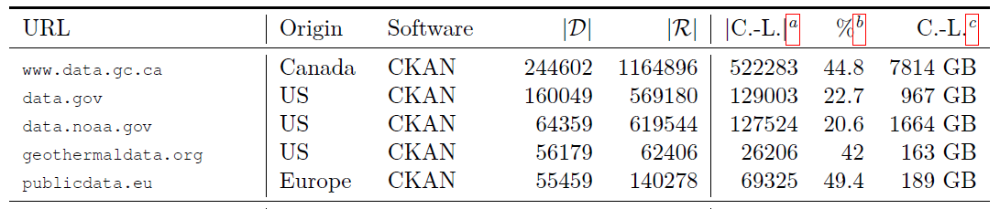 URL Origin Software |𝒟| |ℛ| |C.-L.|a %b C.-L.c
www.data.gc.ca Canada CKAN 244602 1164896 522283 44.8 7814 GB
data.gov US CKAN 160049 569180 129003 22.7 967 GB
data.noaa.gov US CKAN 64359 619544 127524 20.6 1664 GB
geothermaldata.org US CKAN 56179 62406 26206 42 163 GB
publicdata.eu Europe CKAN 55459 140278 69325 49.4 189 GB